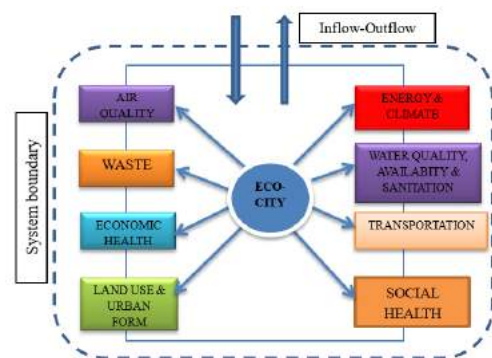 Inflow-Outflow
System boundary
AIR
QUALITY
WASTE
ECONOMIC
HEALTH
LAND USE &
URBAN
FORM
ECO-
CITY
ENERGY &
CLIMATE
WATER QUALITY,
AVAILABITY &
SANITATION
TRANSPORTATION
SOCIAL
HEALTH